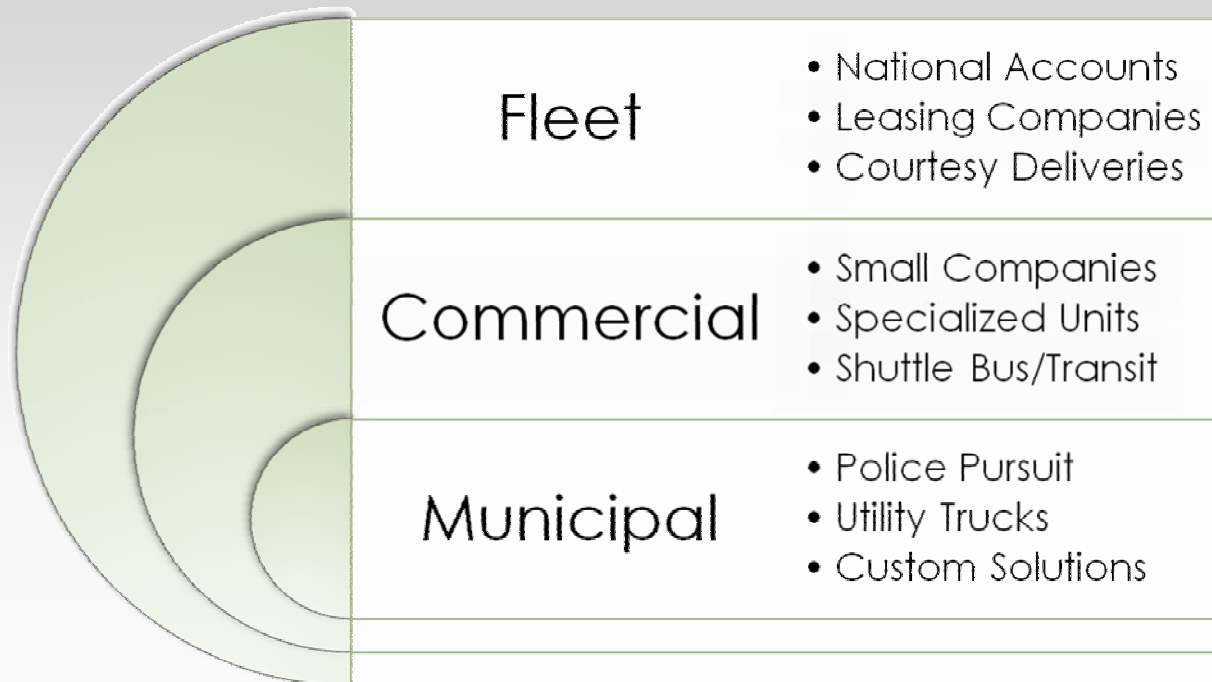 Fleet
• National Accounts
• Leasing Companies
• Courtesy Deliveries
Commercial
• Small Companies
• Specialized Units
• Shuttle Bus/Transit
Municipal
• Police Pursuit
• Utility Trucks
• Custom Solutions